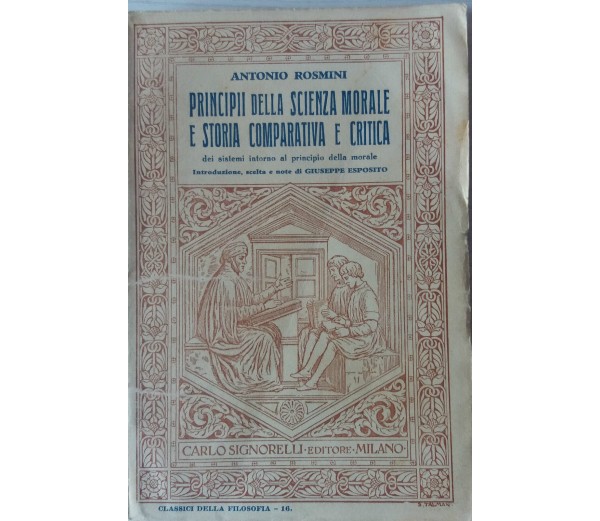 ANTONIO ROSMINI
PRINCIPII DELLA SCIENZA MORALE
E STORIA COMPARATIVA E CRITICA
dei sistemi intorno al principio della morale
Introduzione, scelta e note di GIUSEPPE ESPOSITO
CARLO SIGNORELLI · EDITORE · MILANO ·
CLASSICI DELLA FILOSOFIA - 16.